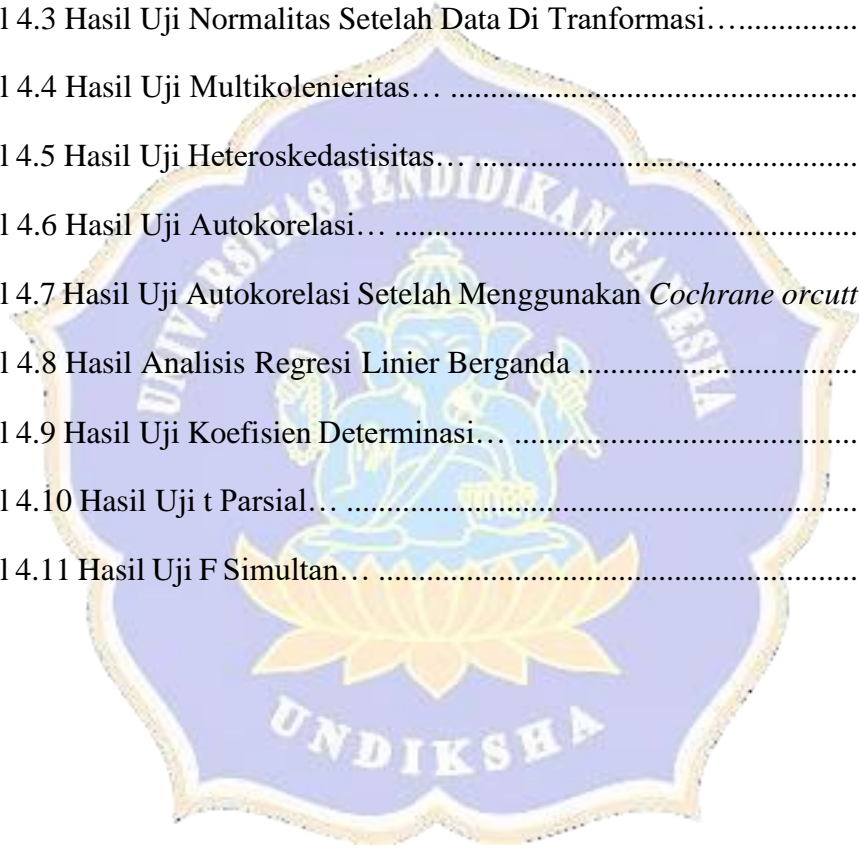 l 4.3 Hasil Uji Normalitas Setelah Data Di Tranformasi…...............
l 4.4 Hasil Uji Multikolenieritas… ..........................................................
l 4.5 Hasil Uji Heteroskedastisitas… ......................................................
l 4.6 Hasil Uji Autokorelasi… .................................................................
l 4.7 Hasil Uji Autokorelasi Setelah Menggunakan Cochrane orcutt
l 4.8 Hasil Analisis Regresi Linier Berganda ........................................
l 4.9 Hasil Uji Koefisien Determinasi… .................................................
l 4.10 Hasil Uji t Parsial… ........................................................................
l 4.11 Hasil Uji F Simultan… ....................................................................
UNIVERSITAS PENDIDIKAN GANESHA
UNDIKSHA